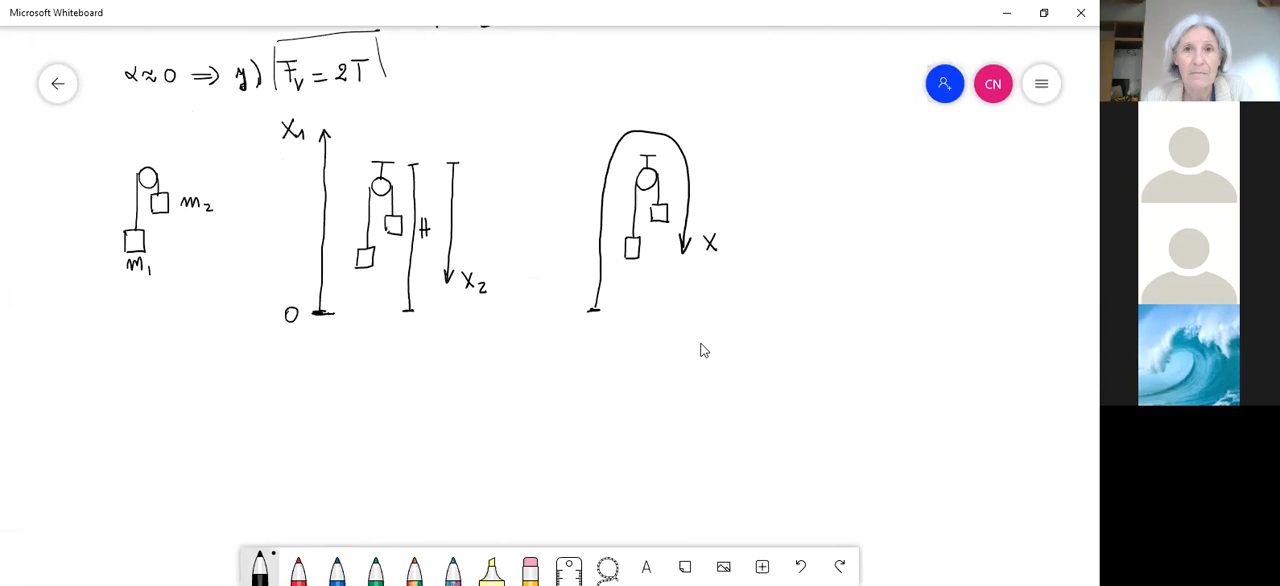 Microsoft Whiteboard
α ≈ 0 ⇒ y) F_V = 2T
CN
X₁
m₂
H
m₁
X₂
X
0
A